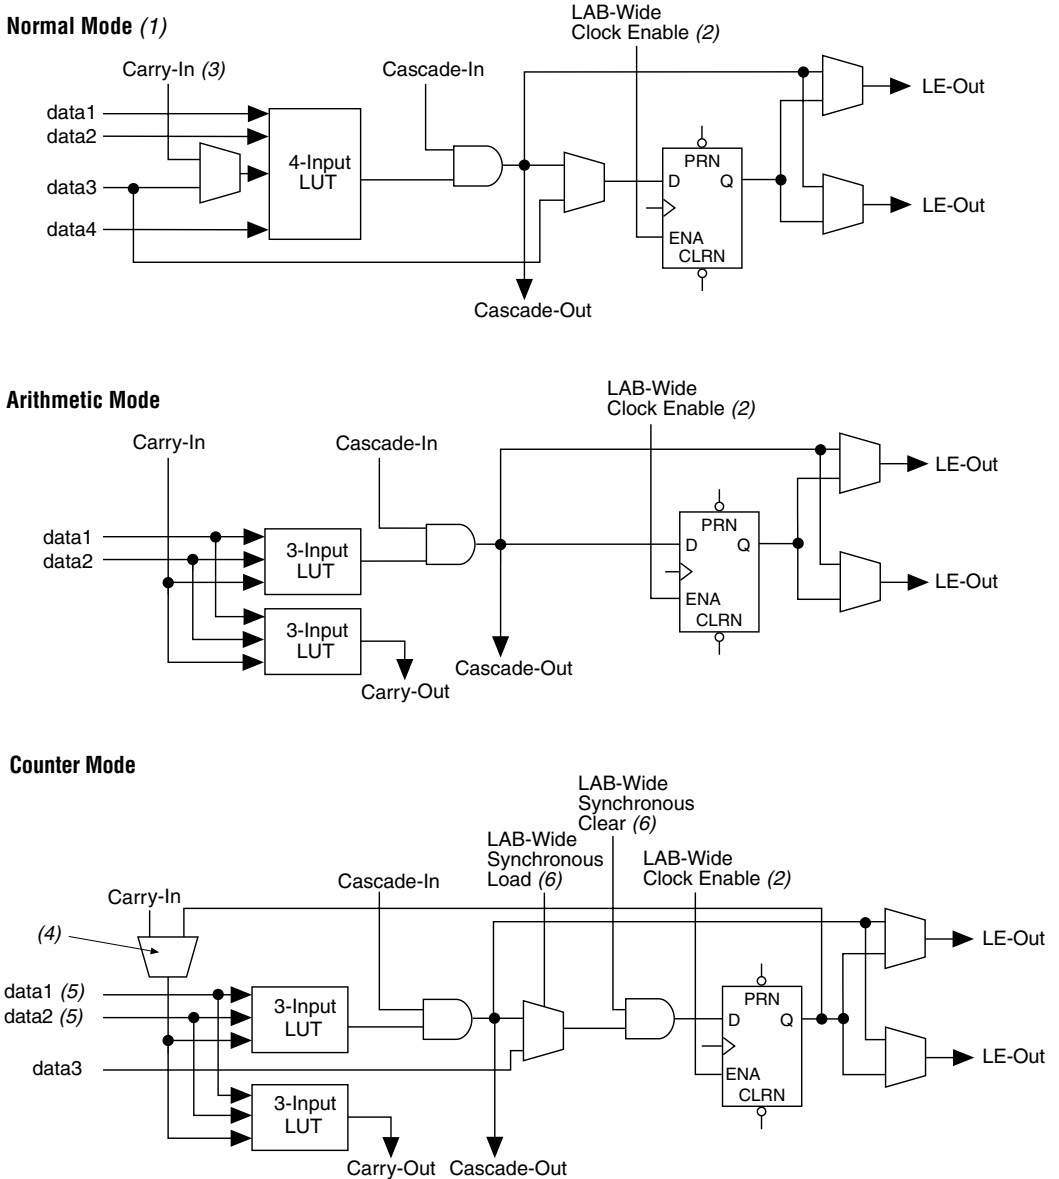 Normal Mode (1)
LAB-Wide
Clock Enable (2)
Carry-In (3)
Cascade-In
LE-Out
data1
data2
4-Input
LUT
PRN
data3
D
Q
LE-Out
data4
ENA
CLRN
Cascade-Out
Arithmetic Mode
LAB-Wide
Clock Enable (2)
Carry-In
Cascade-In
LE-Out
PRN
data1
data2
3-Input
LUT
D
Q
LE-Out
ENA
CLRN
3-Input
LUT
Cascade-Out
Carry-Out
Counter Mode
LAB-Wide
Synchronous
Clear (6)
LAB-Wide
Synchronous
Load (6)
LAB-Wide
Clock Enable (2)
Cascade-In
Carry-In
(4)
LE-Out
data1 (5)
data2 (5)
3-Input
LUT
PRN
D
Q
LE-Out
data3
ENA
CLRN
3-Input
LUT
Carry-Out
Cascade-Out